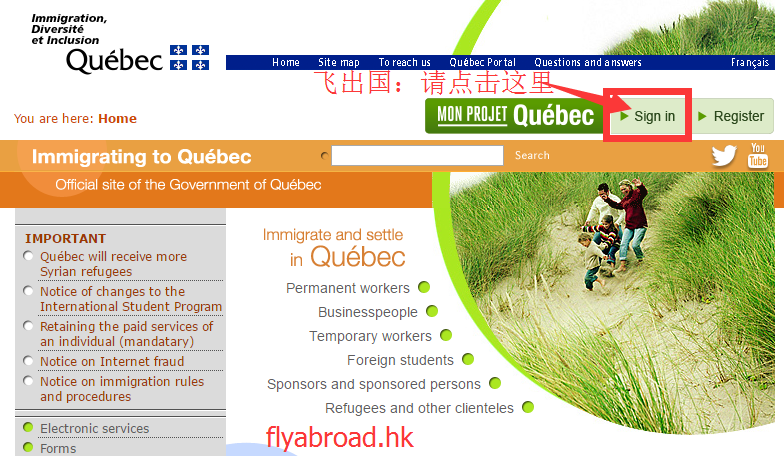 Immigration,
Diversité
et Inclusion
Québec
Home Site map To reach us Québec Portal Questions and answers Français
飞出国：请点击这里
You are here: Home
MON PROJET Québec
Sign in
Register
Immigrating to Québec
Search
You
Tube
Official site of the Government of Québec
IMPORTANT
Québec will receive more
Syrian refugees
Notice of changes to the
International Student Program
Retaining the paid services of
an individual (mandatary)
Notice on Internet fraud
Notice on immigration rules
and procedures
Electronic services
Forms
Immigrate and settle
in Québec
Permanent workers
Businesspeople
Temporary workers
Foreign students
Sponsors and sponsored persons
Refugees and other clienteles
flyabroad.hk